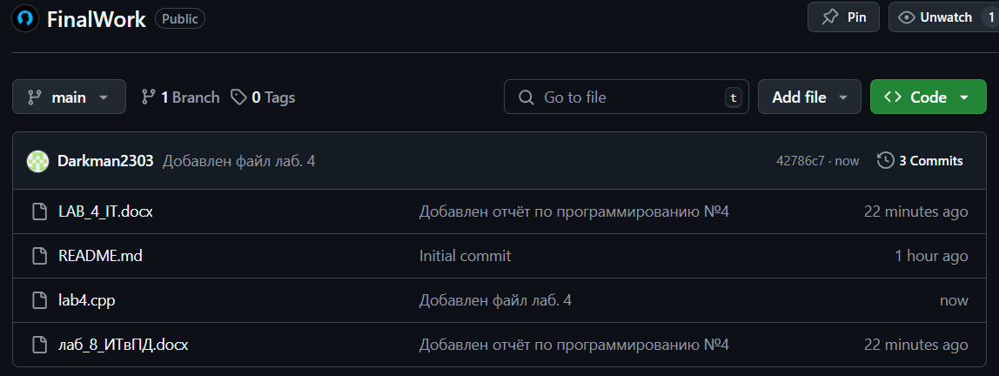 FinalWork Public Pin Unwatch 1
main 1 Branch 0 Tags Go to file t Add file Code
Darkman2303 Добавлен файл лаб. 4 42786c7 · now 3 Commits
LAB_4_IT.docx Добавлен отчёт по программированию №4 22 minutes ago
README.md Initial commit 1 hour ago
lab4.cpp Добавлен файл лаб. 4 now
лаб_8_ИТвПД.docx Добавлен отчёт по программированию №4 22 minutes ago